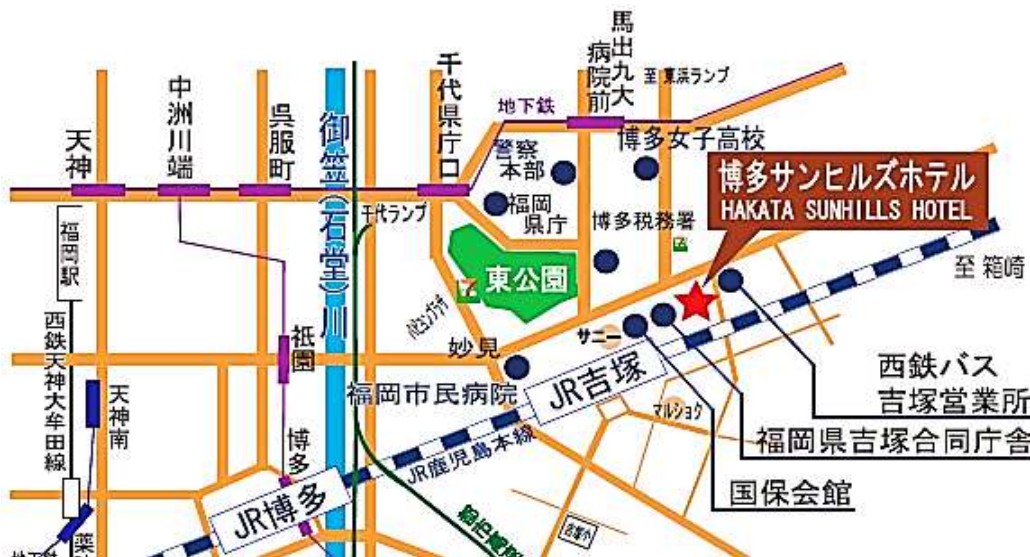 馬出九大
病院前
千代県庁口
中洲川端
呉服町
天神
御笠(石堂)川
地下鉄
至 東浜ランプ
博多女子高校
警察
本部
福岡
県庁
博多サンヒルズホテル
HAKATA SUNHILLS HOTEL
千代ランプ
博多税務署
福岡駅
東公園
至 箱崎
西鉄天神大牟田線
祇園
妙見
サニー
JR吉塚
西鉄バス
吉塚営業所
天神南
福岡市民病院
マルショク
福岡県吉塚合同庁舎
博多
JR鹿児島本線
国保会館
JR博多
吉塚小
薬
地下鉄